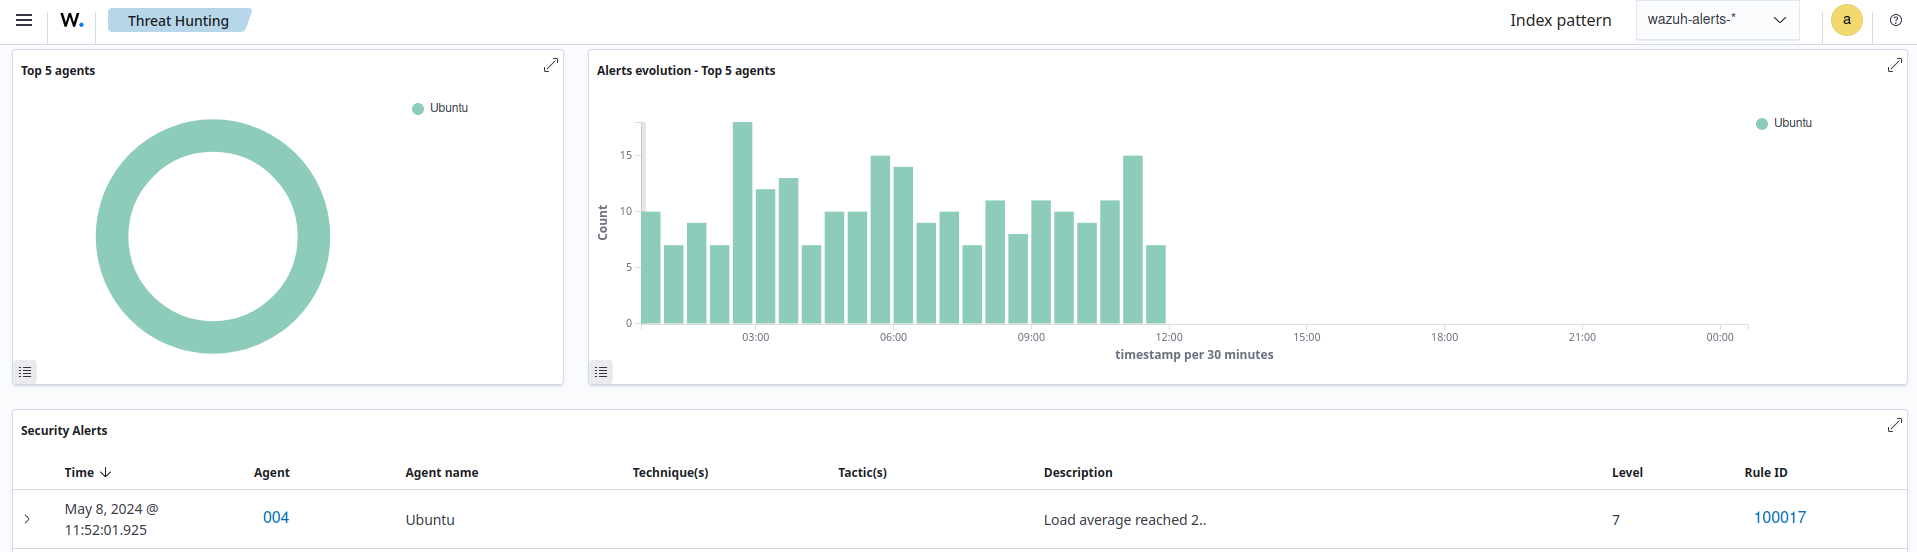 W. Threat Hunting Index pattern wazuh-alerts-* a
Top 5 agents
Ubuntu
Alerts evolution - Top 5 agents
Ubuntu
Count
15
10
5
0
03:00 06:00 09:00 12:00 15:00 18:00 21:00 00:00
timestamp per 30 minutes
Security Alerts
Time Agent Agent name Technique(s) Tactic(s) Description Level Rule ID
May 8, 2024 @
11:52:01.925
004 Ubuntu Load average reached 2.. 7 100017